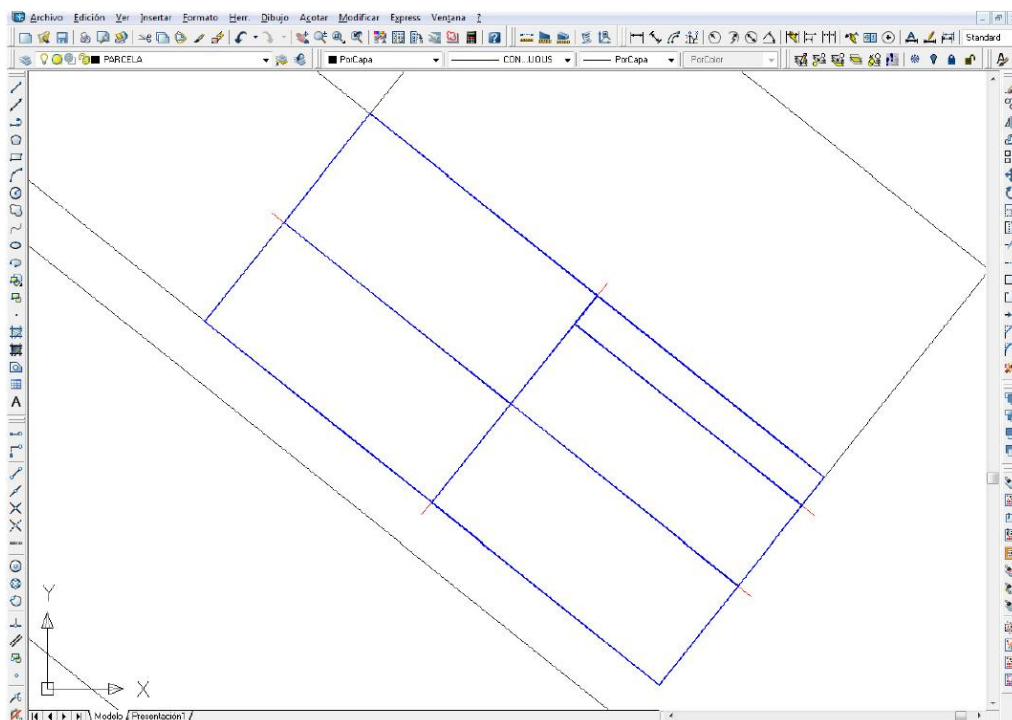 Archivo Edición Ver Insertar Formato Herr. Dibujo Acotar Modificar Express Ventana ?
Standard
PARCELA PorCapa CON...UOUS PorCapa PorColor
A
Y
X
Modelo Presentación1